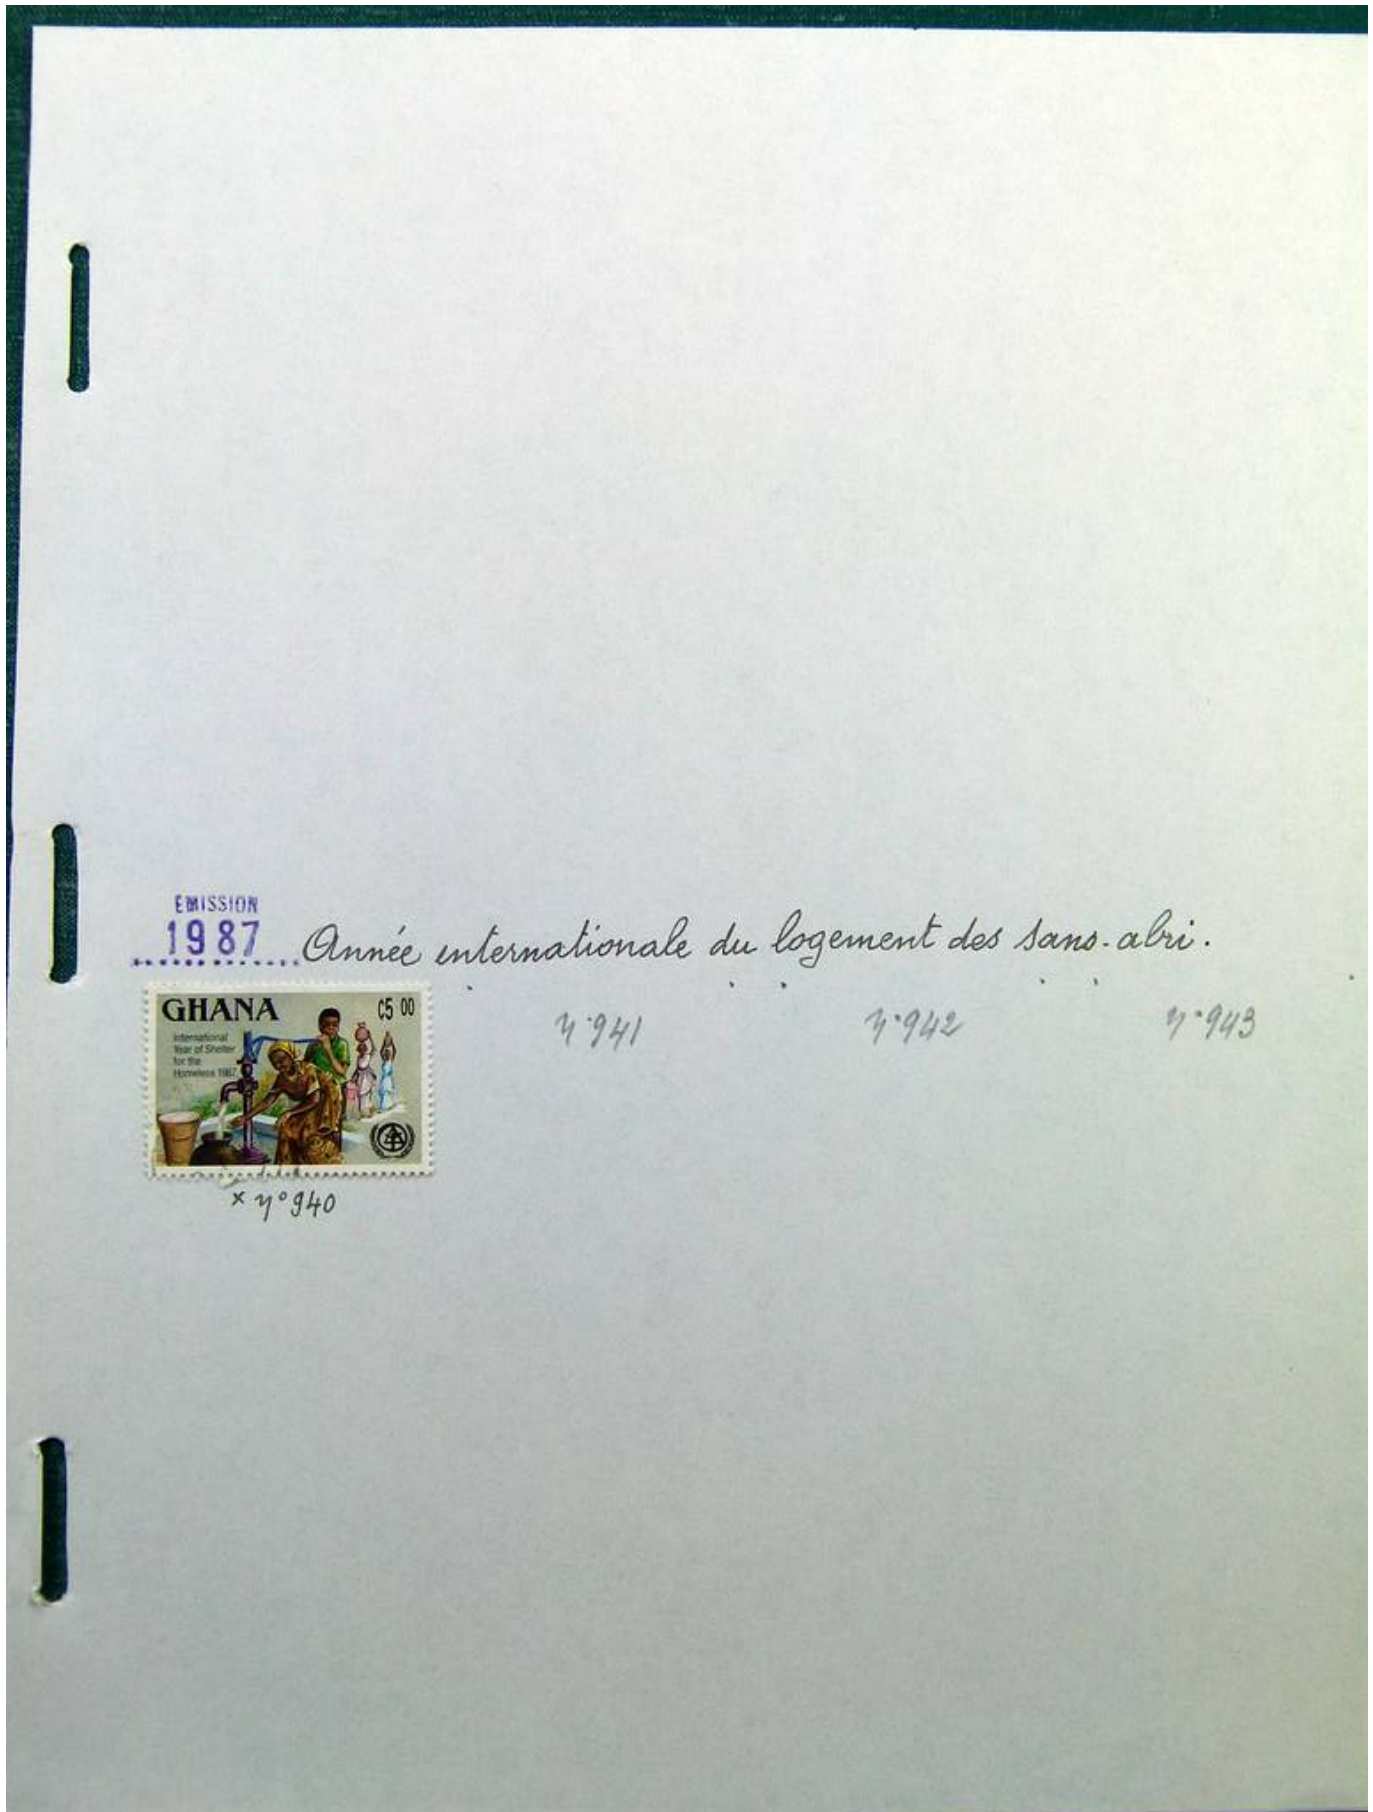 EMISSION
1987 Année internationale du logement des sans-abri.
GHANA ₵5 00
International
Year of Shelter
for the
Homeless 1987
n°941 n°942 n°943
x n°940